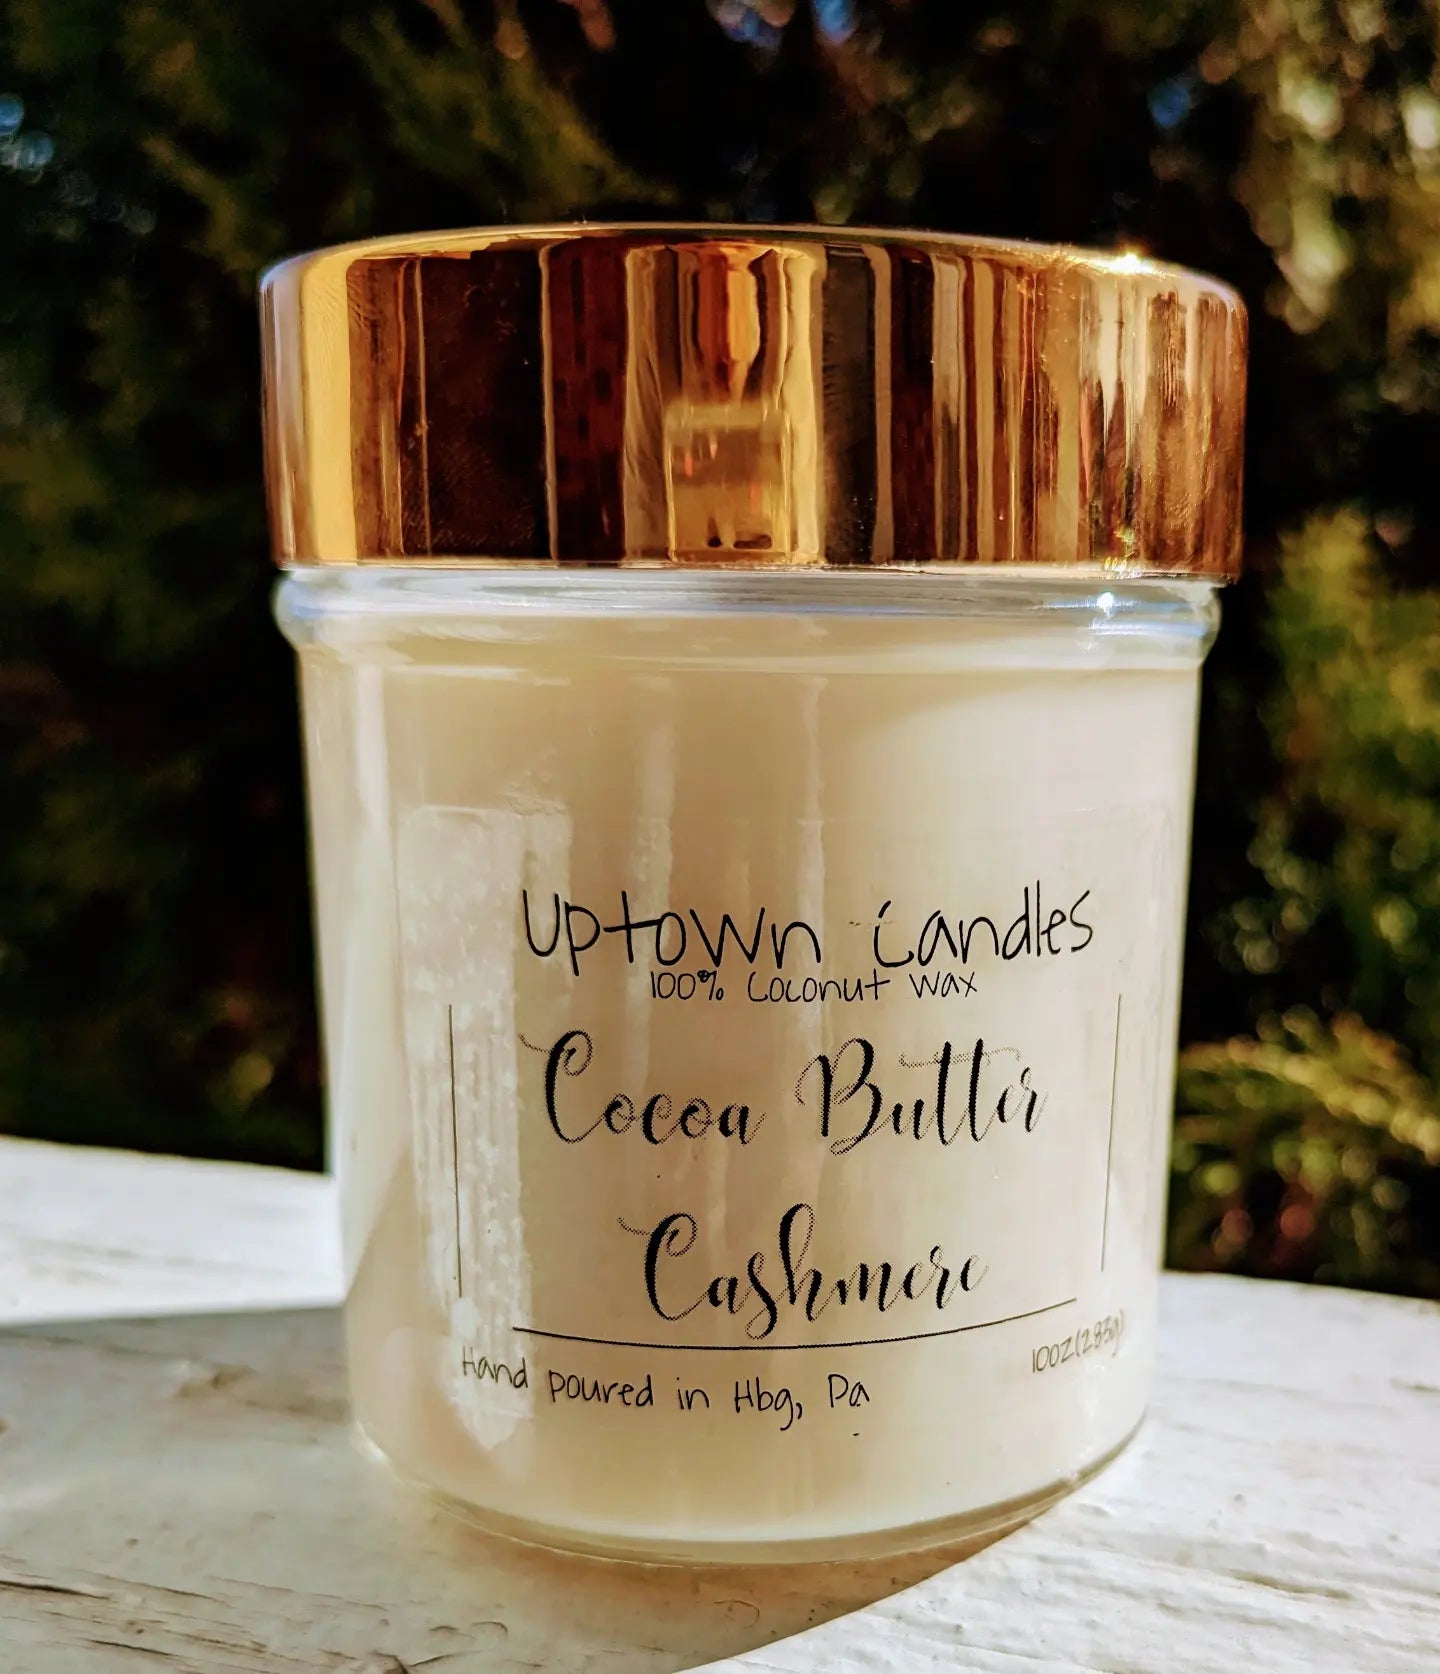 Uptown Candles
100% Coconut Wax
Cocoa Butter
Cashmere
Hand poured in Hbg, Pa
10oz(283g)